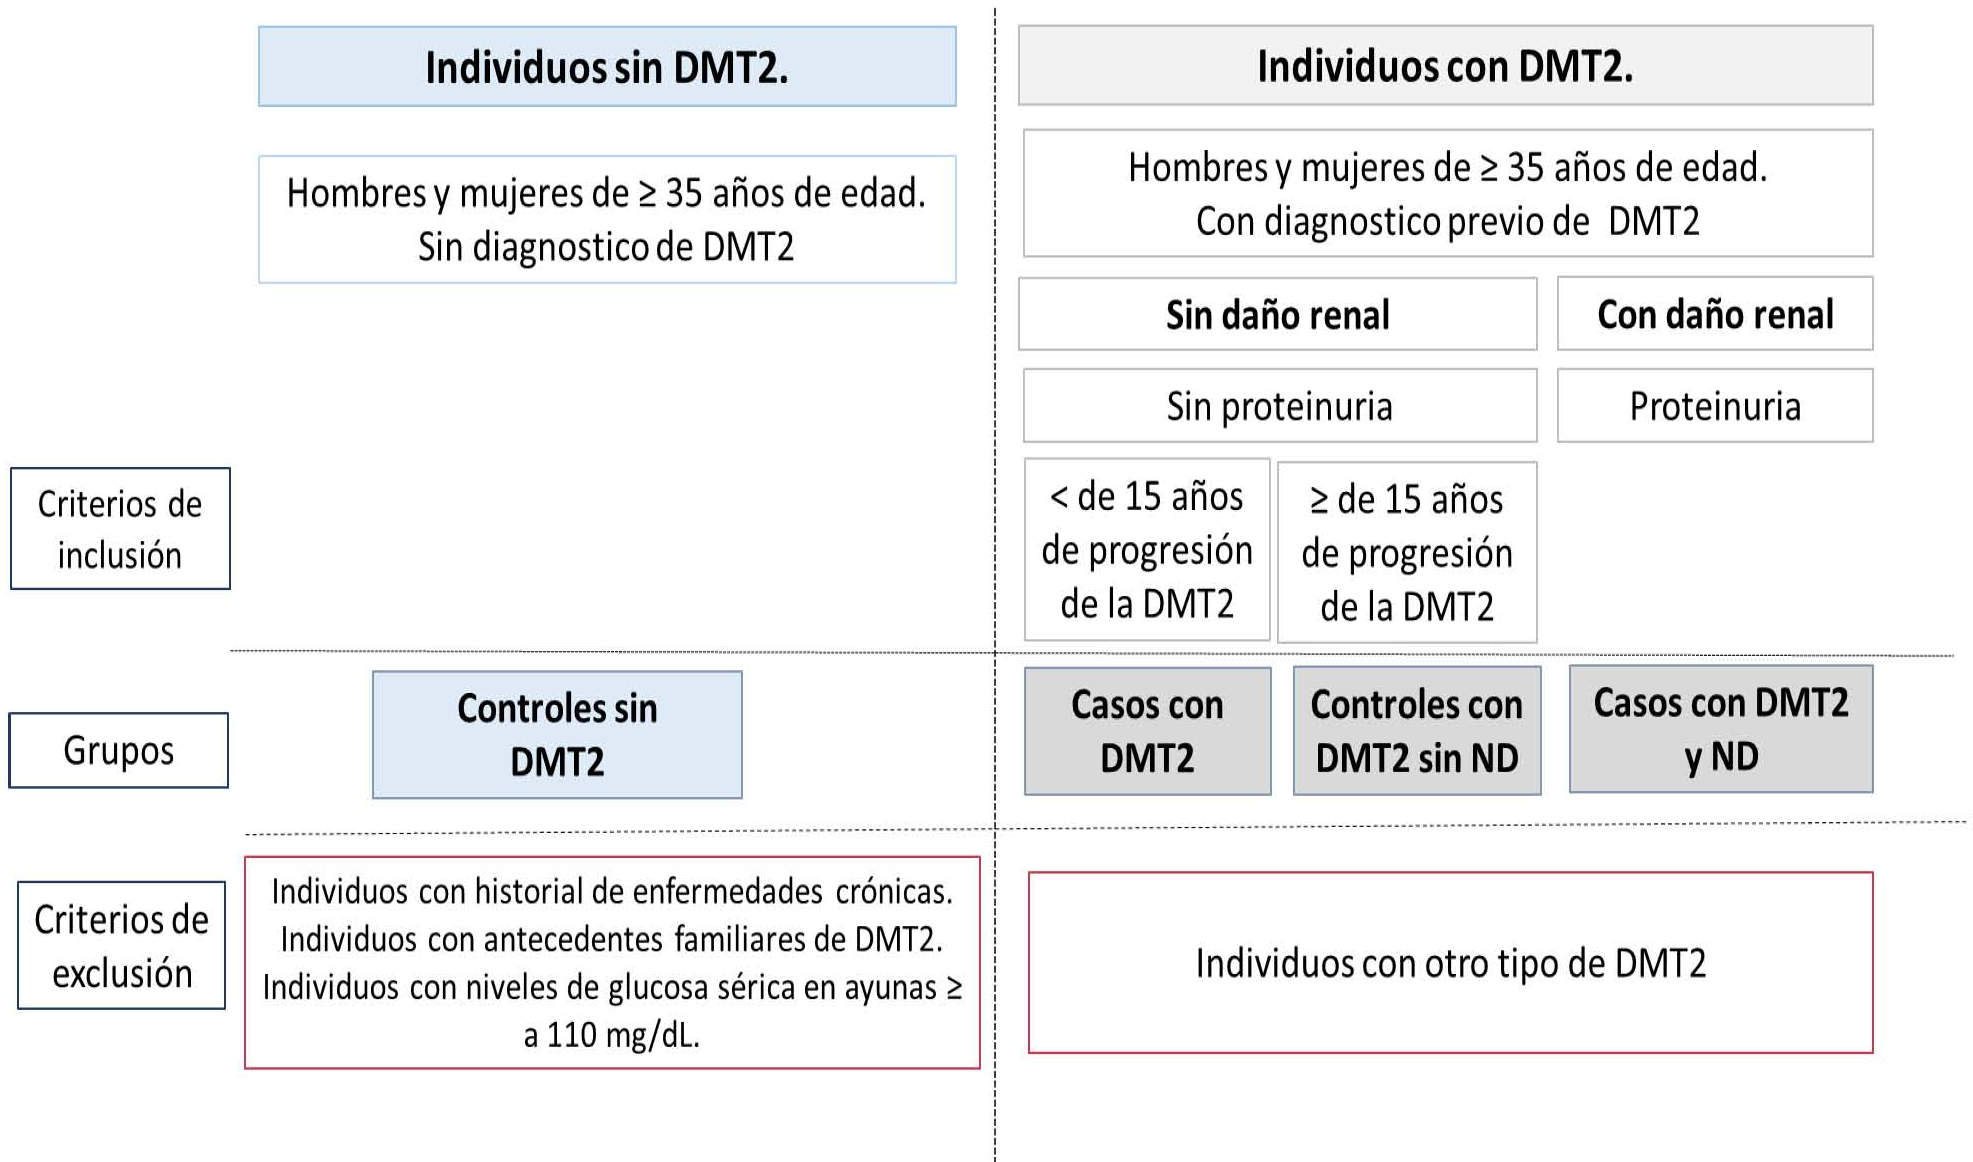 Individuos sin DMT2.
Individuos con DMT2.
Hombres y mujeres de ≥ 35 años de edad.
Sin diagnostico de DMT2
Hombres y mujeres de ≥ 35 años de edad.
Con diagnostico previo de DMT2
Sin daño renal
Con daño renal
Sin proteinuria
Proteinuria
Criterios de
inclusión
< de 15 años
de progresión
de la DMT2
≥ de 15 años
de progresión
de la DMT2
Grupos
Controles sin
DMT2
Casos con
DMT2
Controles con
DMT2 sin ND
Casos con DMT2
y ND
Criterios de
exclusión
Individuos con historial de enfermedades crónicas.
Individuos con antecedentes familiares de DMT2.
Individuos con niveles de glucosa sérica en ayunas ≥
a 110 mg/dL.
Individuos con otro tipo de DMT2